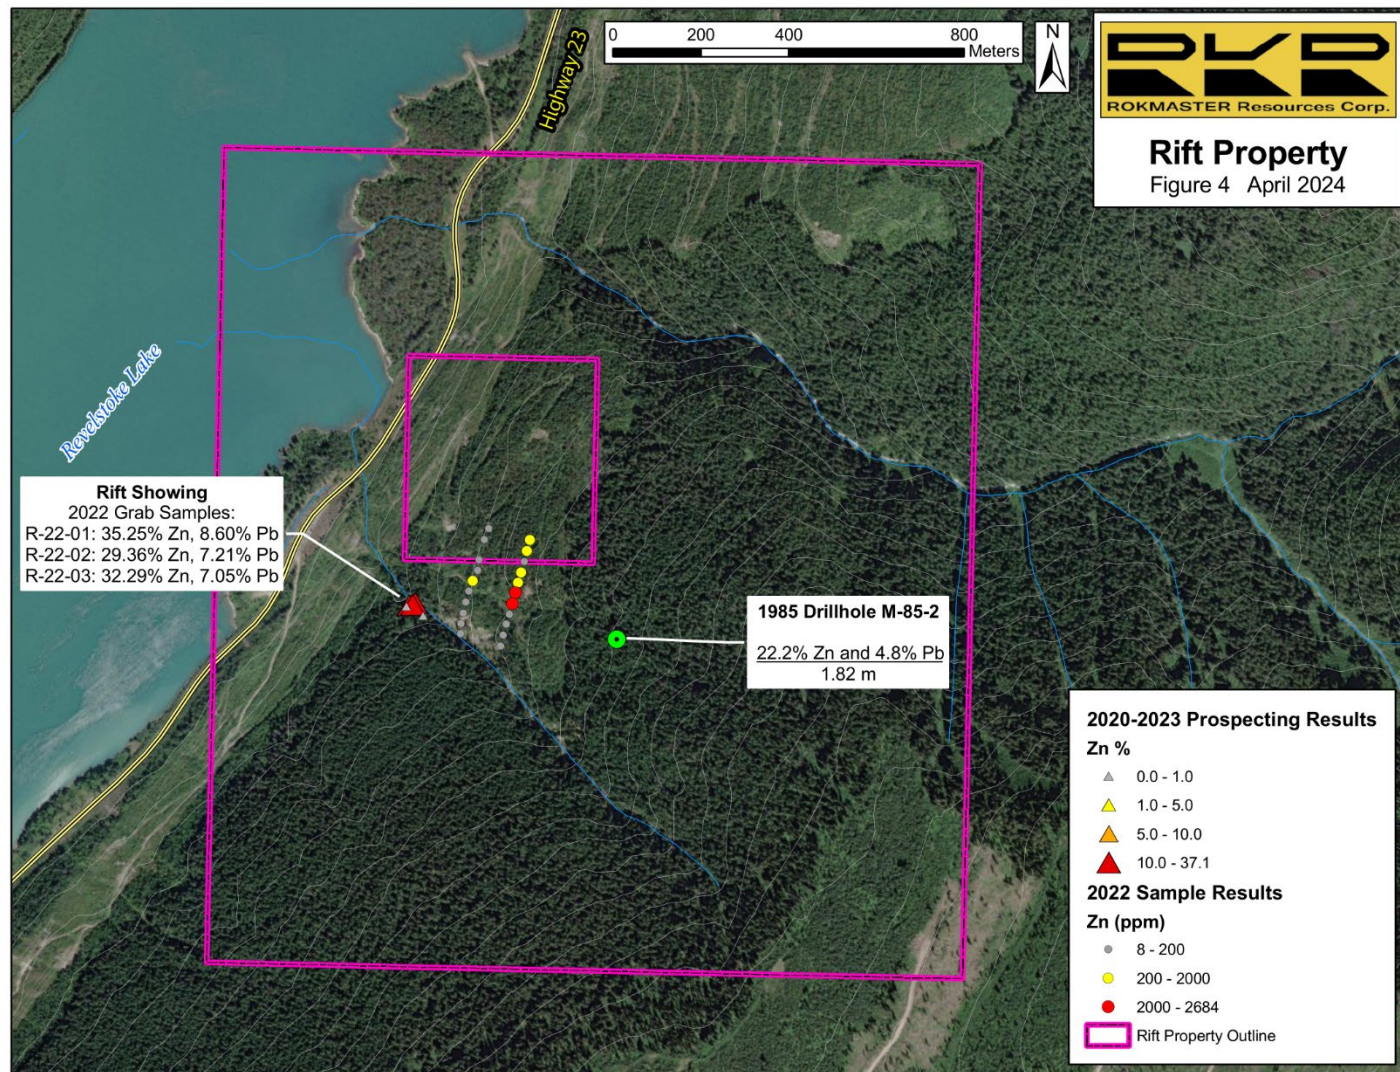 0 200 400 800
Meters
N
RKR
ROKMASTER Resources Corp.
Rift Property
Figure 4 April 2024
Highway 23
Revelstoke Lake
Rift Showing
2022 Grab Samples:
R-22-01: 35.25% Zn, 8.60% Pb
R-22-02: 29.36% Zn, 7.21% Pb
R-22-03: 32.29% Zn, 7.05% Pb
1985 Drillhole M-85-2
22.2% Zn and 4.8% Pb
1.82 m
2020-2023 Prospecting Results
Zn %
0.0 - 1.0
1.0 - 5.0
5.0 - 10.0
10.0 - 37.1
2022 Sample Results
Zn (ppm)
8 - 200
200 - 2000
2000 - 2684
Rift Property Outline